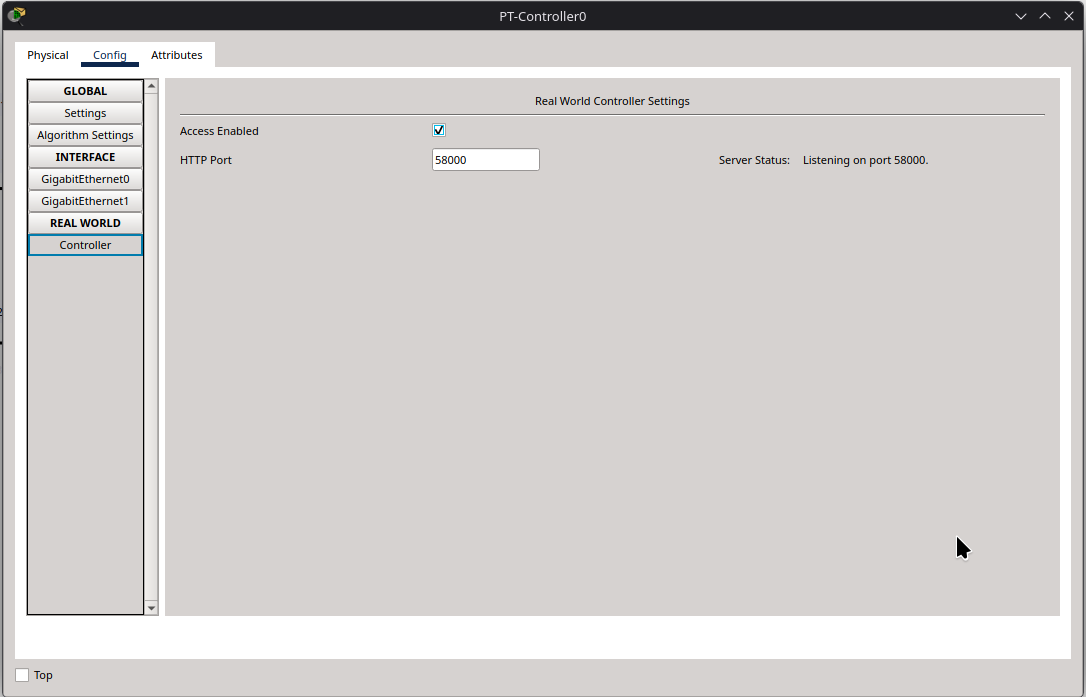 PT-Controller0
Physical Config Attributes
GLOBAL
Settings
Algorithm Settings
INTERFACE
GigabitEthernet0
GigabitEthernet1
REAL WORLD
Controller
Real World Controller Settings
Access Enabled
HTTP Port 58000 Server Status: Listening on port 58000.
Top